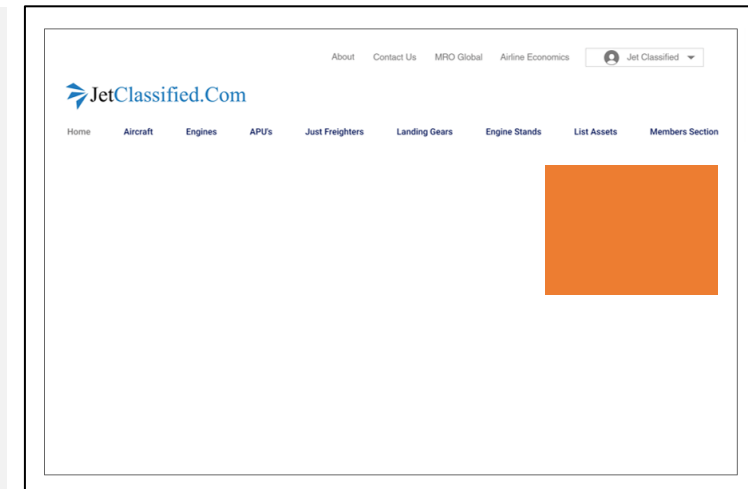 About Contact Us MRO Global Airline Economics Jet Classified
JetClassified.Com
Home Aircraft Engines APU's Just Freighters Landing Gears Engine Stands List Assets Members Section